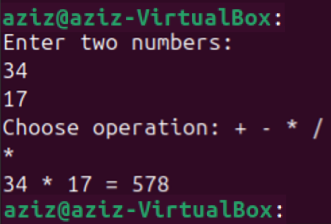 aziz@aziz-VirtualBox:
Enter two numbers:
34
17
Choose operation: + - * /
*
34 * 17 = 578
aziz@aziz-VirtualBox: